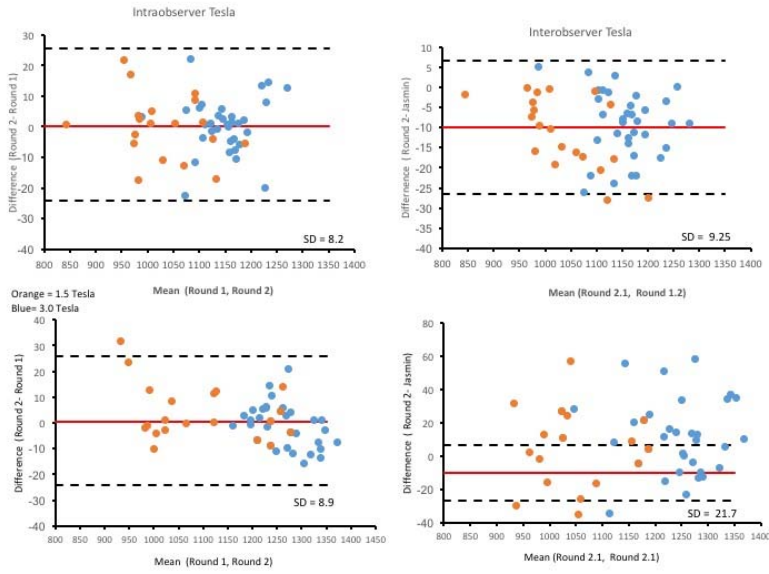 Intraobserver Tesla
Difference (Round 2- Round 1)
30
20
10
0
-10
-20
-30
40
SD = 8.2
800 850 900 950 1000 1050 1100 1150 1200 1250 1300 1350 1400
Mean (Round 1, Round 2)
Interobserver Tesla
Differnence ( Round 2- Jasmin)
10
5
0
-5
-10
-15
-20
-25
-30
-35
-40
SD = 9.25
800 900 1000 1100 1200 1300 1400
Mean (Round 2.1, Round 1.2)
Orange = 1.5 Tesla
Blue= 3.0 Tesla
Difference (Round 2- Round 1)
40
30
20
10
0
-10
-20
-30
-40
SD = 8.9
800 850 900 950 1000 1050 1100 1150 1200 1250 1300 1350 1400 1450
Mean (Round 1, Round 2)
Difference ( Round 2- Jasmin)
80
60
40
20
0
-20
-40
SD = 21.7
800 850 900 950 1000 1050 1100 1150 1200 1250 1300 1350 1400
Mean (Round 2.1, Round 2.1)